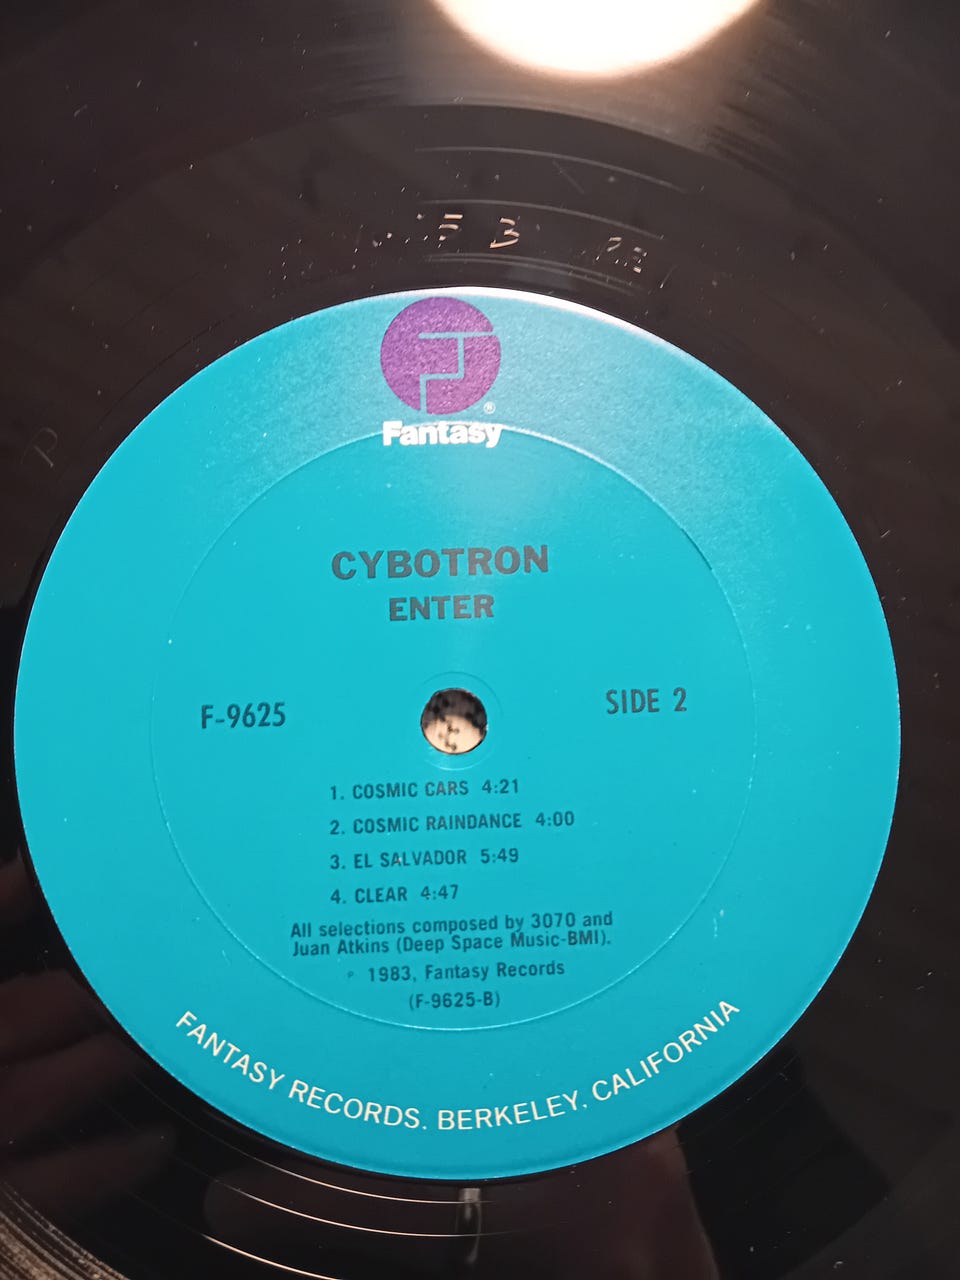 Fantasy
®
CYBOTRON
ENTER
F-9625
SIDE 2
1. COSMIC CARS 4:21
2. COSMIC RAINDANCE 4:00
3. EL SALVADOR 5:49
4. CLEAR 4:47
All selections composed by 3070 and
Juan Atkins (Deep Space Music-BMI).
℗ 1983, Fantasy Records
(F-9625-B)
FANTASY RECORDS, BERKELEY, CALIFORNIA